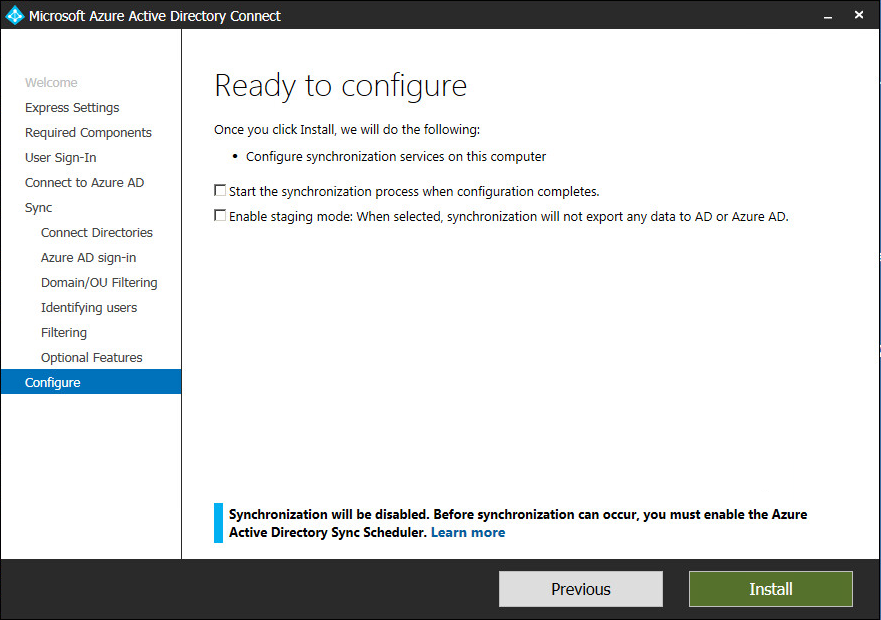 Microsoft Azure Active Directory Connect
Welcome
Express Settings
Required Components
User Sign-In
Connect to Azure AD
Sync
Connect Directories
Azure AD sign-in
Domain/OU Filtering
Identifying users
Filtering
Optional Features
Configure
Ready to configure
Once you click Install, we will do the following:
• Configure synchronization services on this computer
Start the synchronization process when configuration completes.
Enable staging mode: When selected, synchronization will not export any data to AD or Azure AD.
Synchronization will be disabled. Before synchronization can occur, you must enable the Azure
Active Directory Sync Scheduler. Learn more
Previous
Install